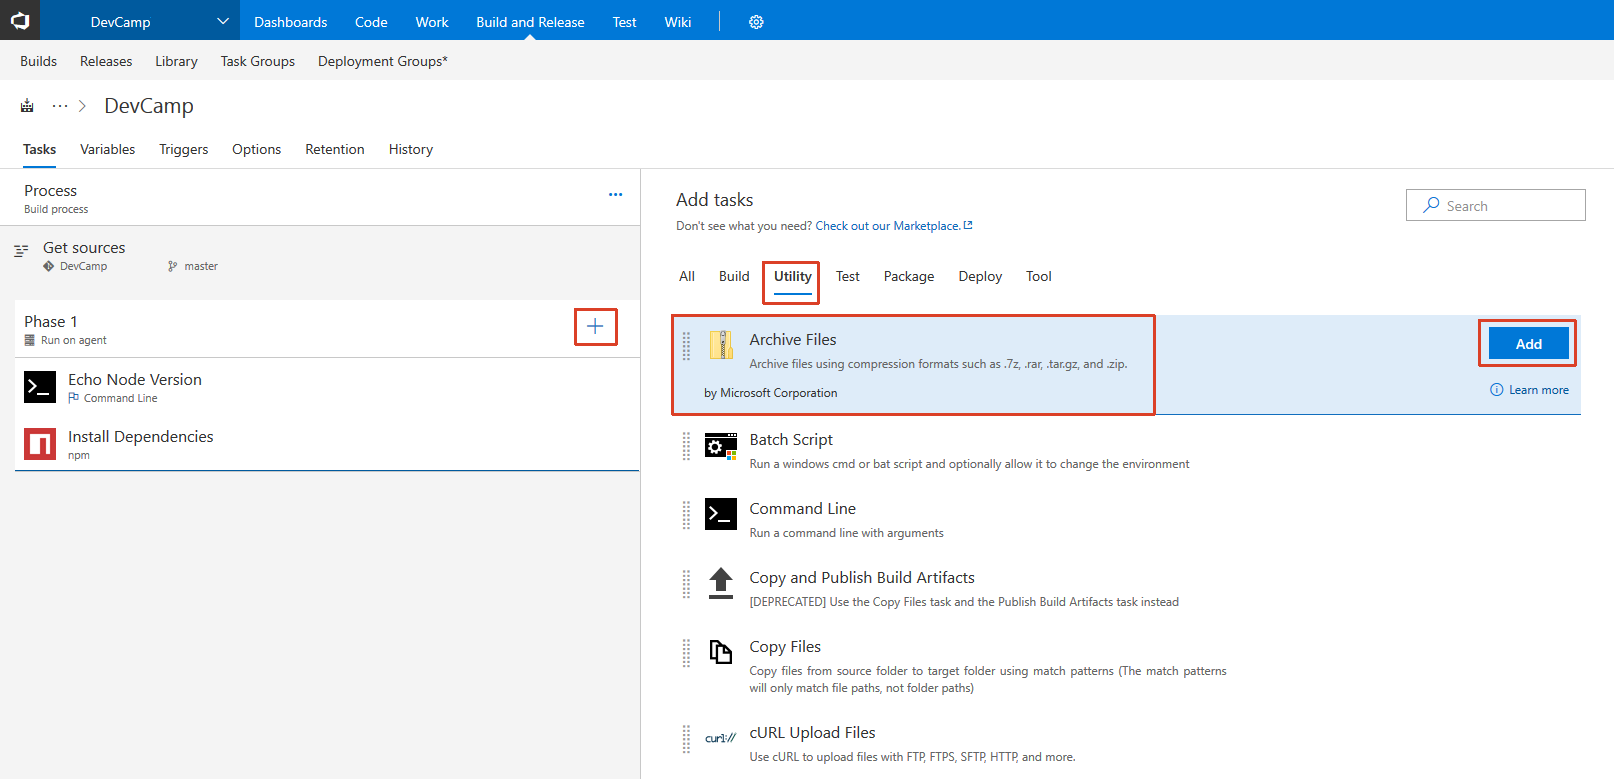 DevCamp Dashboards Code Work Build and Release Test Wiki
Builds Releases Library Task Groups Deployment Groups*
··· > DevCamp
Tasks Variables Triggers Options Retention History
Process
Build process
Get sources
DevCamp master
Phase 1
Run on agent
Echo Node Version
Command Line
Install Dependencies
npm
Add tasks
Search
Don't see what you need? Check out our Marketplace.
All Build Utility Test Package Deploy Tool
Archive Files
Archive files using compression formats such as .7z, .rar, .tar.gz, and .zip.
by Microsoft Corporation
Add
Learn more
Batch Script
Run a windows cmd or bat script and optionally allow it to change the environment
Command Line
Run a command line with arguments
Copy and Publish Build Artifacts
[DEPRECATED] Use the Copy Files task and the Publish Build Artifacts task instead
Copy Files
Copy files from source folder to target folder using match patterns (The match patterns
will only match file paths, not folder paths)
curl://
cURL Upload Files
Use cURL to upload files with FTP, FTPS, SFTP, HTTP, and more.